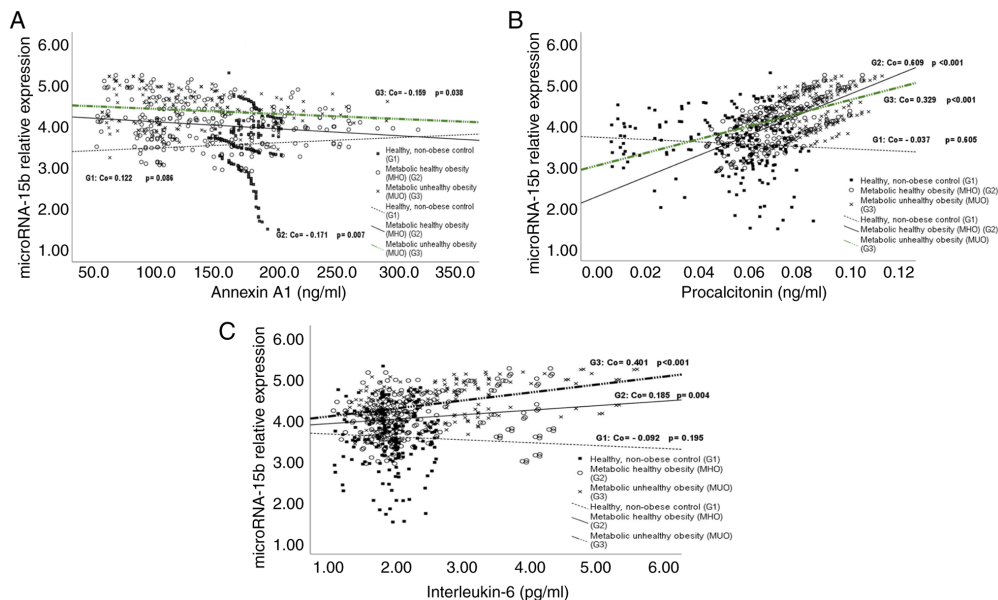 A
microRNA-15b relative expression
6.00
5.00
4.00
3.00
2.00
1.00
G3: Co= - 0.159 p= 0.038
G1: Co= 0.122 p= 0.086
G2: Co= - 0.171 p= 0.007
Healthy, non-obese control
(G1)
Metabolic healthy obesity
(MHO) (G2)
Metabolic unhealthy obesity
(MUO) (G3)
Healthy, non-obese control
(G1)
Metabolic healthy obesity
(MHO) (G2)
Metabolic unhealthy obesity
(MUO) (G3)
50.0 100.0 150.0 200.0 250.0 300.0 350.0
Annexin A1 (ng/ml)
B
microRNA-15b relative expression
6.00
5.00
4.00
3.00
2.00
1.00
G2: Co= 0.609 p <0.001
G3: Co= 0.329 p<0.001
G1: Co= - 0.037 p= 0.605
Healthy, non-obese control (G1)
Metabolic healthy obesity (MHO) (G2)
Metabolic unhealthy obesity (MUO)
(G3)
Healthy, non-obese control (G1)
Metabolic healthy obesity (MHO) (G2)
Metabolic unhealthy obesity (MUO)
(G3)
0.00 0.02 0.04 0.06 0.08 0.10 0.12
Procalcitonin (ng/ml)
C
microRNA-15b relative expression
6.00
5.00
4.00
3.00
2.00
1.00
G3: Co= 0.401 p<0.001
G2: Co= 0.185 p= 0.004
G1: Co= - 0.092 p= 0.195
Healthy, non-obese control (G1)
Metabolic healthy obesity (MHO)
(G2)
Metabolic unhealthy obesity (MUO)
(G3)
Healthy, non-obese control (G1)
Metabolic healthy obesity (MHO)
(G2)
Metabolic unhealthy obesity (MUO)
(G3)
1.00 2.00 3.00 4.00 5.00 6.00
Interleukin-6 (pg/ml)